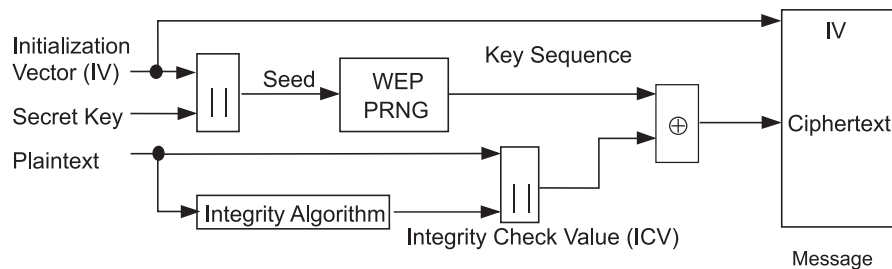 Initialization
Vector (IV)
Secret Key
Plaintext
||
Seed
WEP
PRNG
Key Sequence
IV
⊕
Ciphertext
||
Integrity Algorithm
Integrity Check Value (ICV)
Message